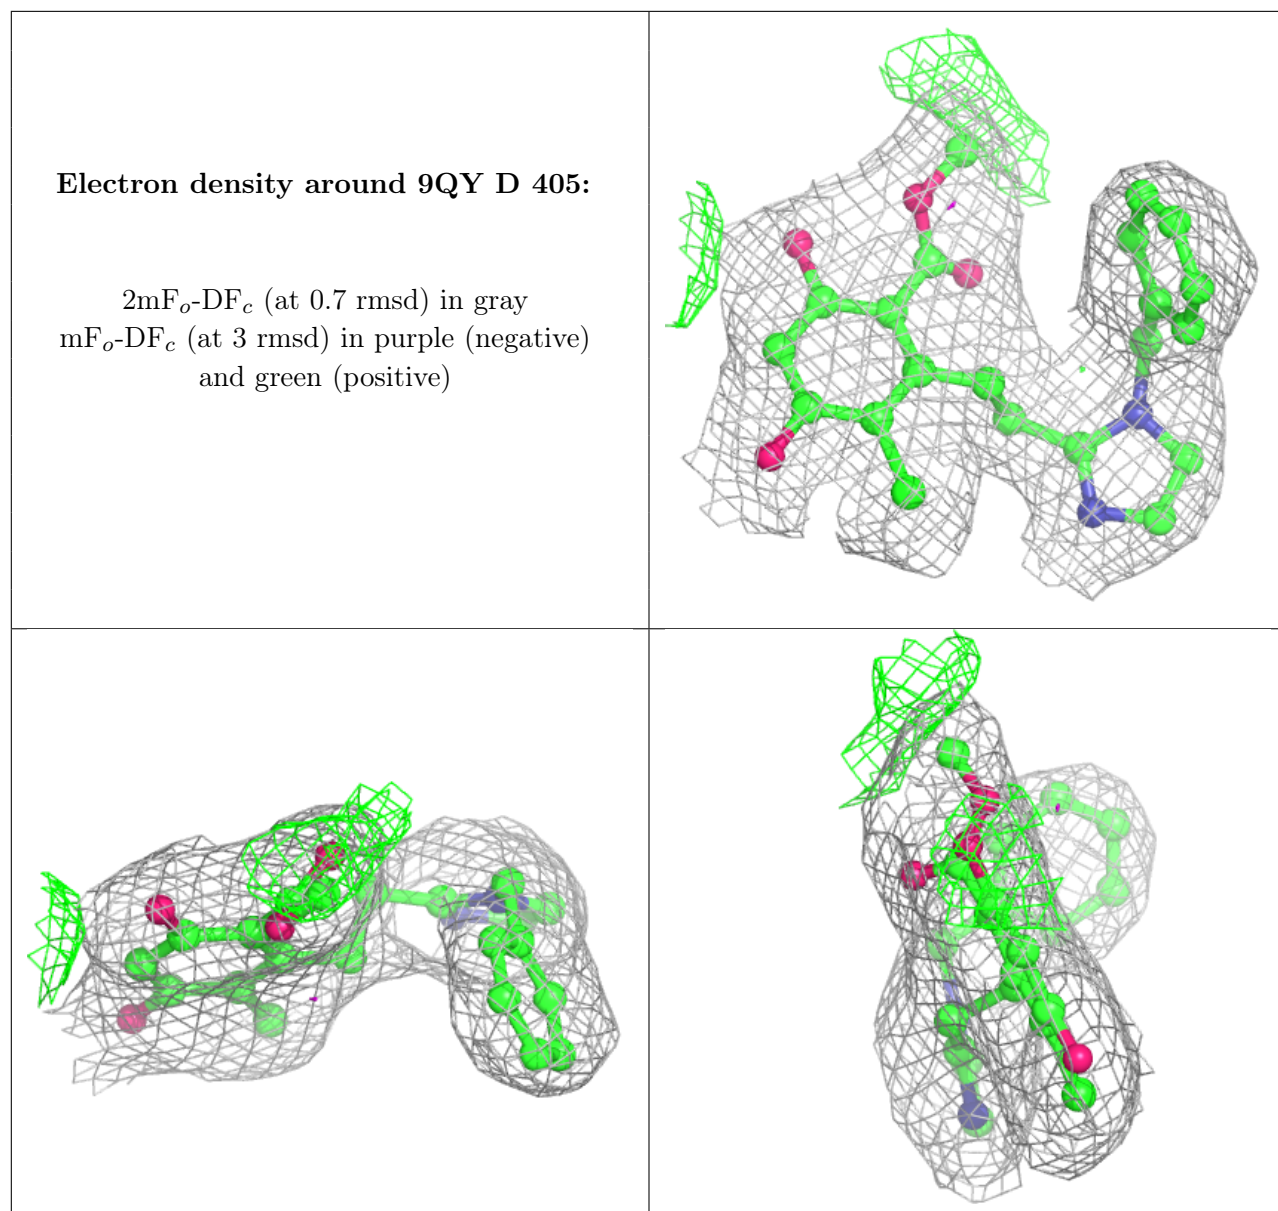 Electron density around 9QY D 405:
2mFo-DFc (at 0.7 rmsd) in gray
mFo-DFc (at 3 rmsd) in purple (negative)
and green (positive)